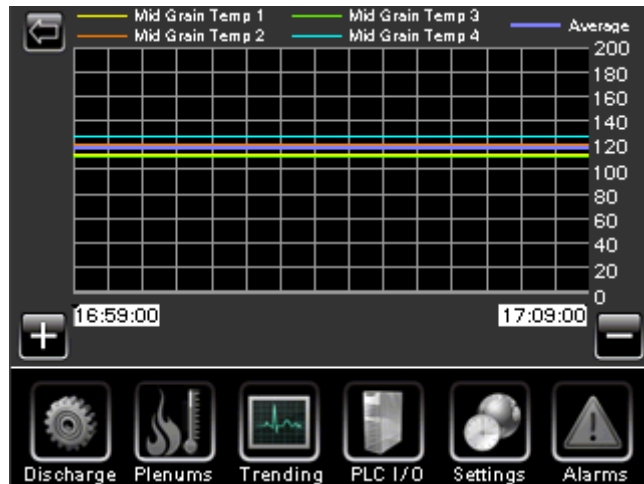 Mid Grain Temp 1
Mid Grain Temp 3
Average
Mid Grain Temp 2
Mid Grain Temp 4
200
180
160
140
120
100
80
60
40
20
0
16:59:00
17:09:00
Discharge
Plenums
Trending
PLC I/O
Settings
Alarms